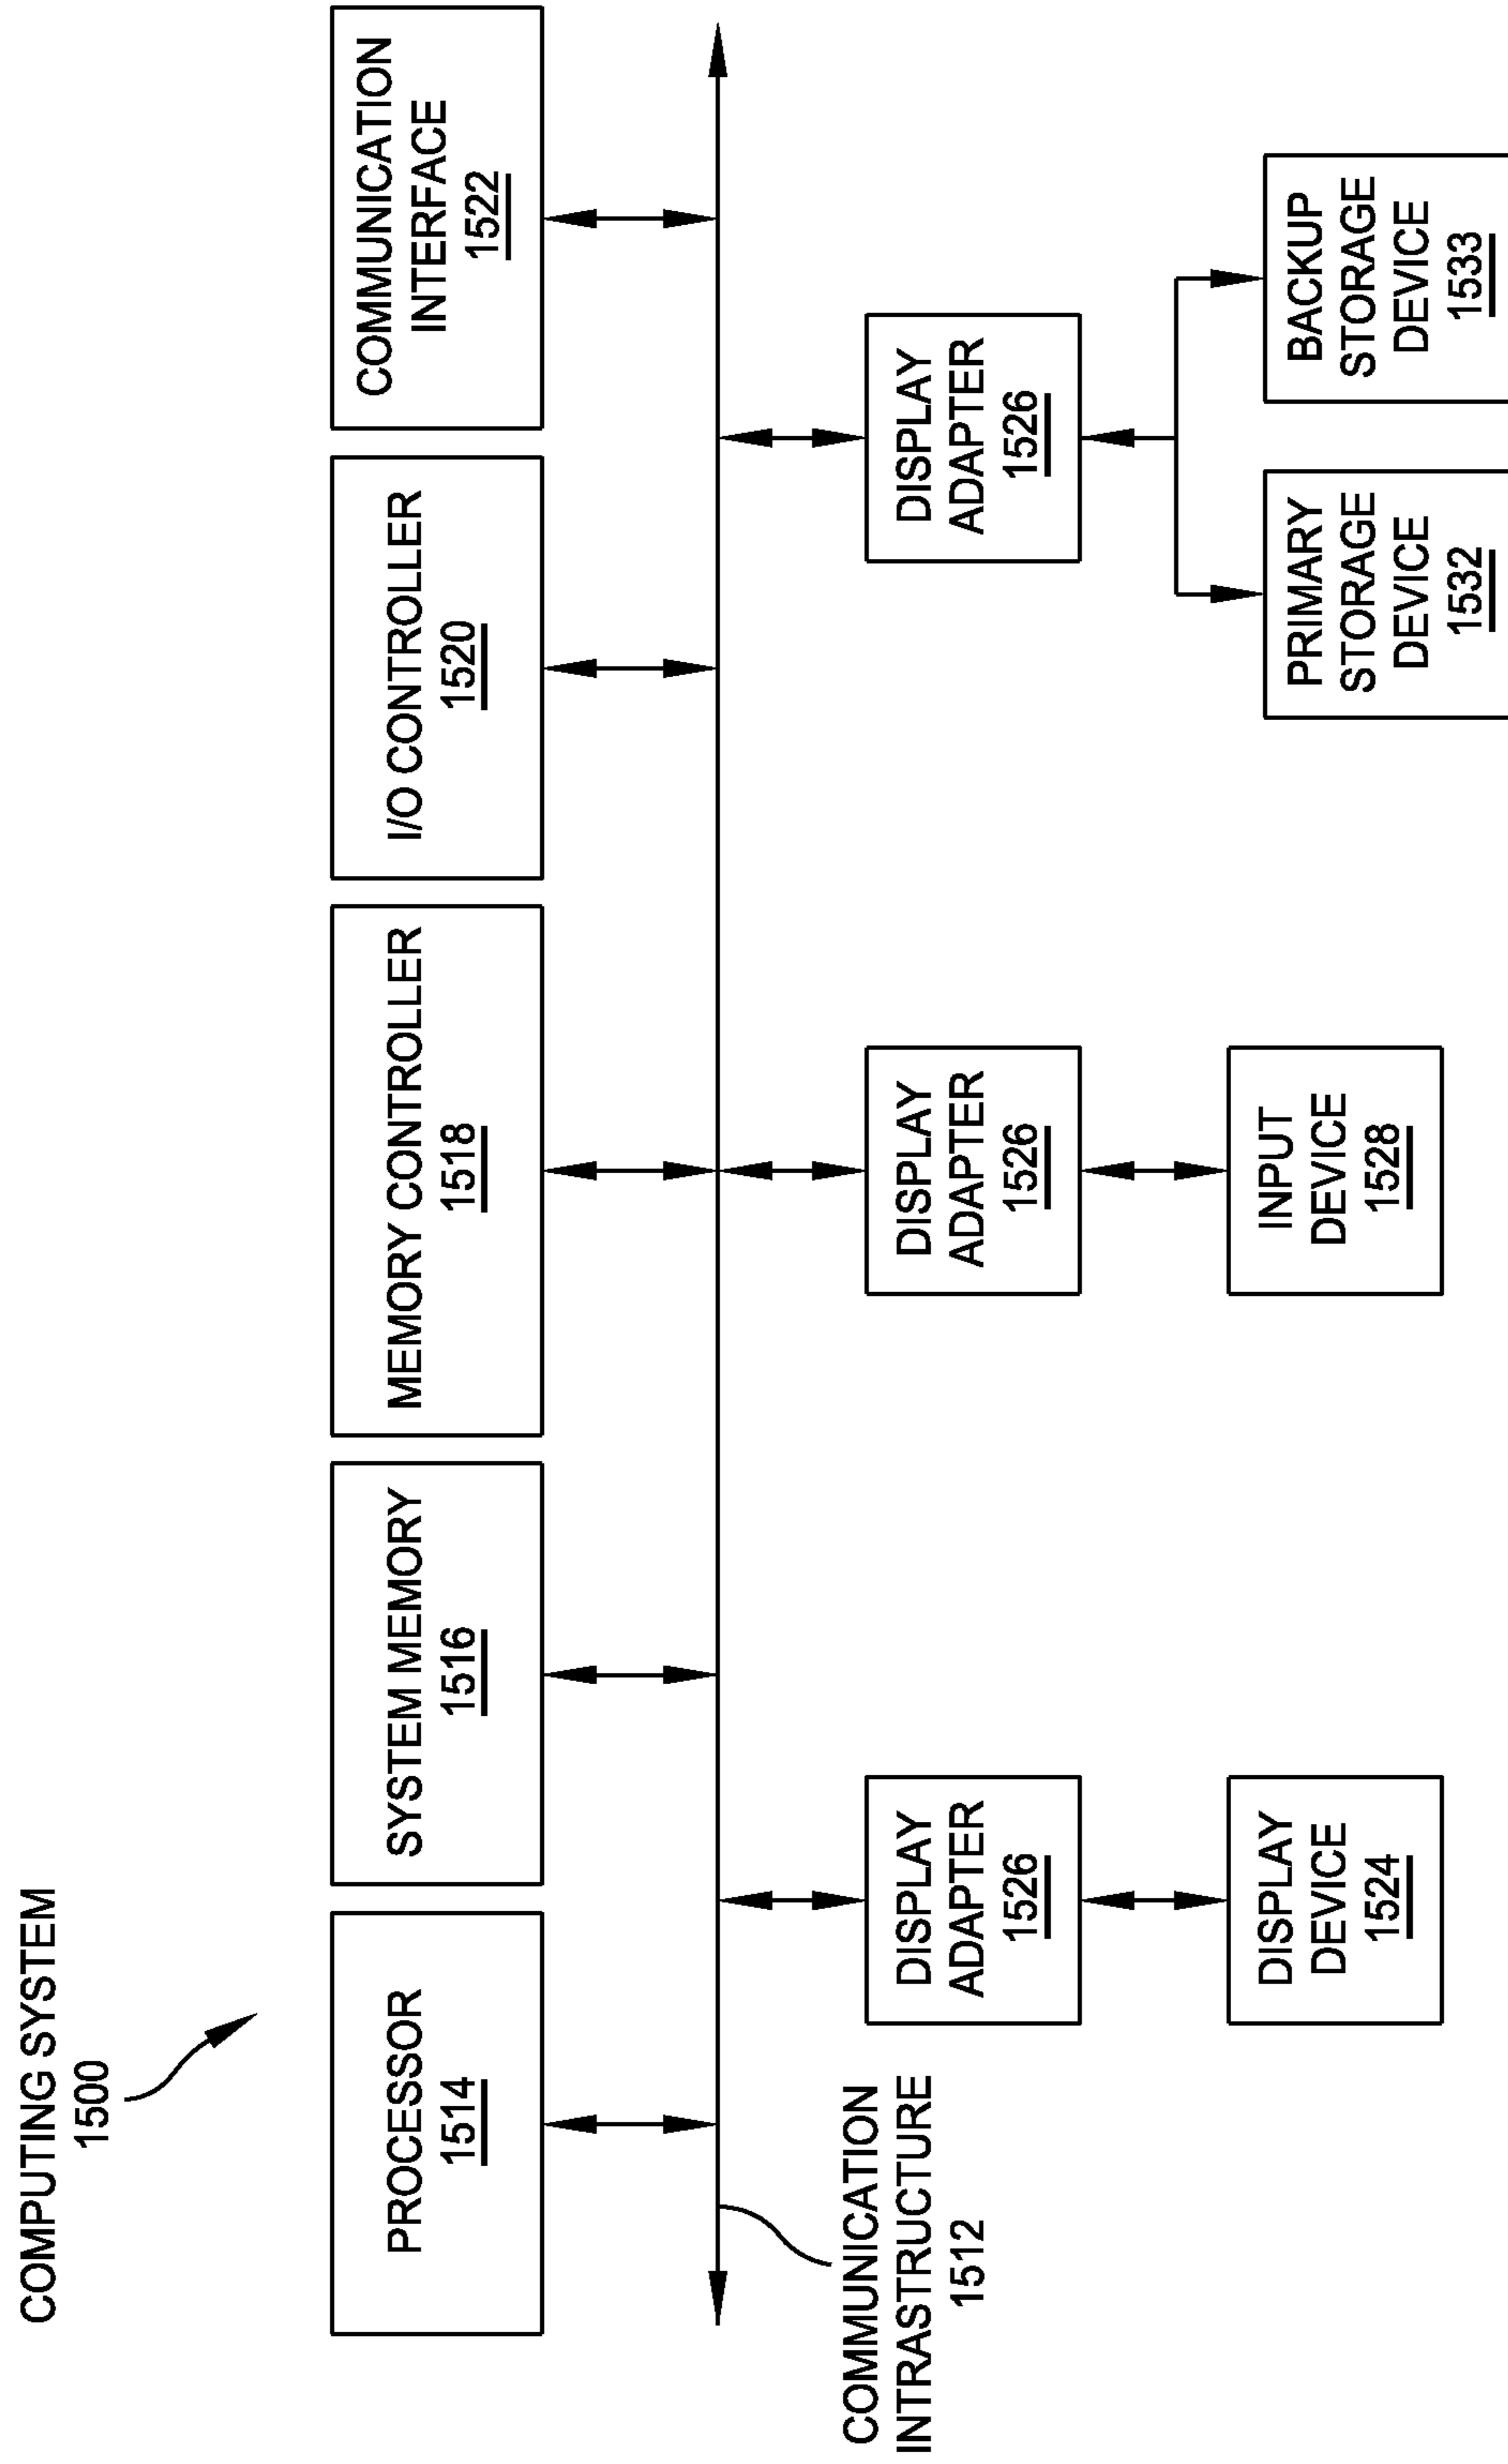 COMPUTING SYSTEM
1500
PROCESSOR
1514
SYSTEM MEMORY
1516
MEMORY CONTROLLER
1518
I/O CONTROLLER
1520
COMMUNICATION
INTERFACE
1522
COMMUNICATION
INTRASTRUCTURE
1512
DISPLAY
ADAPTER
1526
DISPLAY
ADAPTER
1526
DISPLAY
ADAPTER
1526
DISPLAY
DEVICE
1524
INPUT
DEVICE
1528
PRIMARY
STORAGE
DEVICE
1532
BACKUP
STORAGE
DEVICE
1533